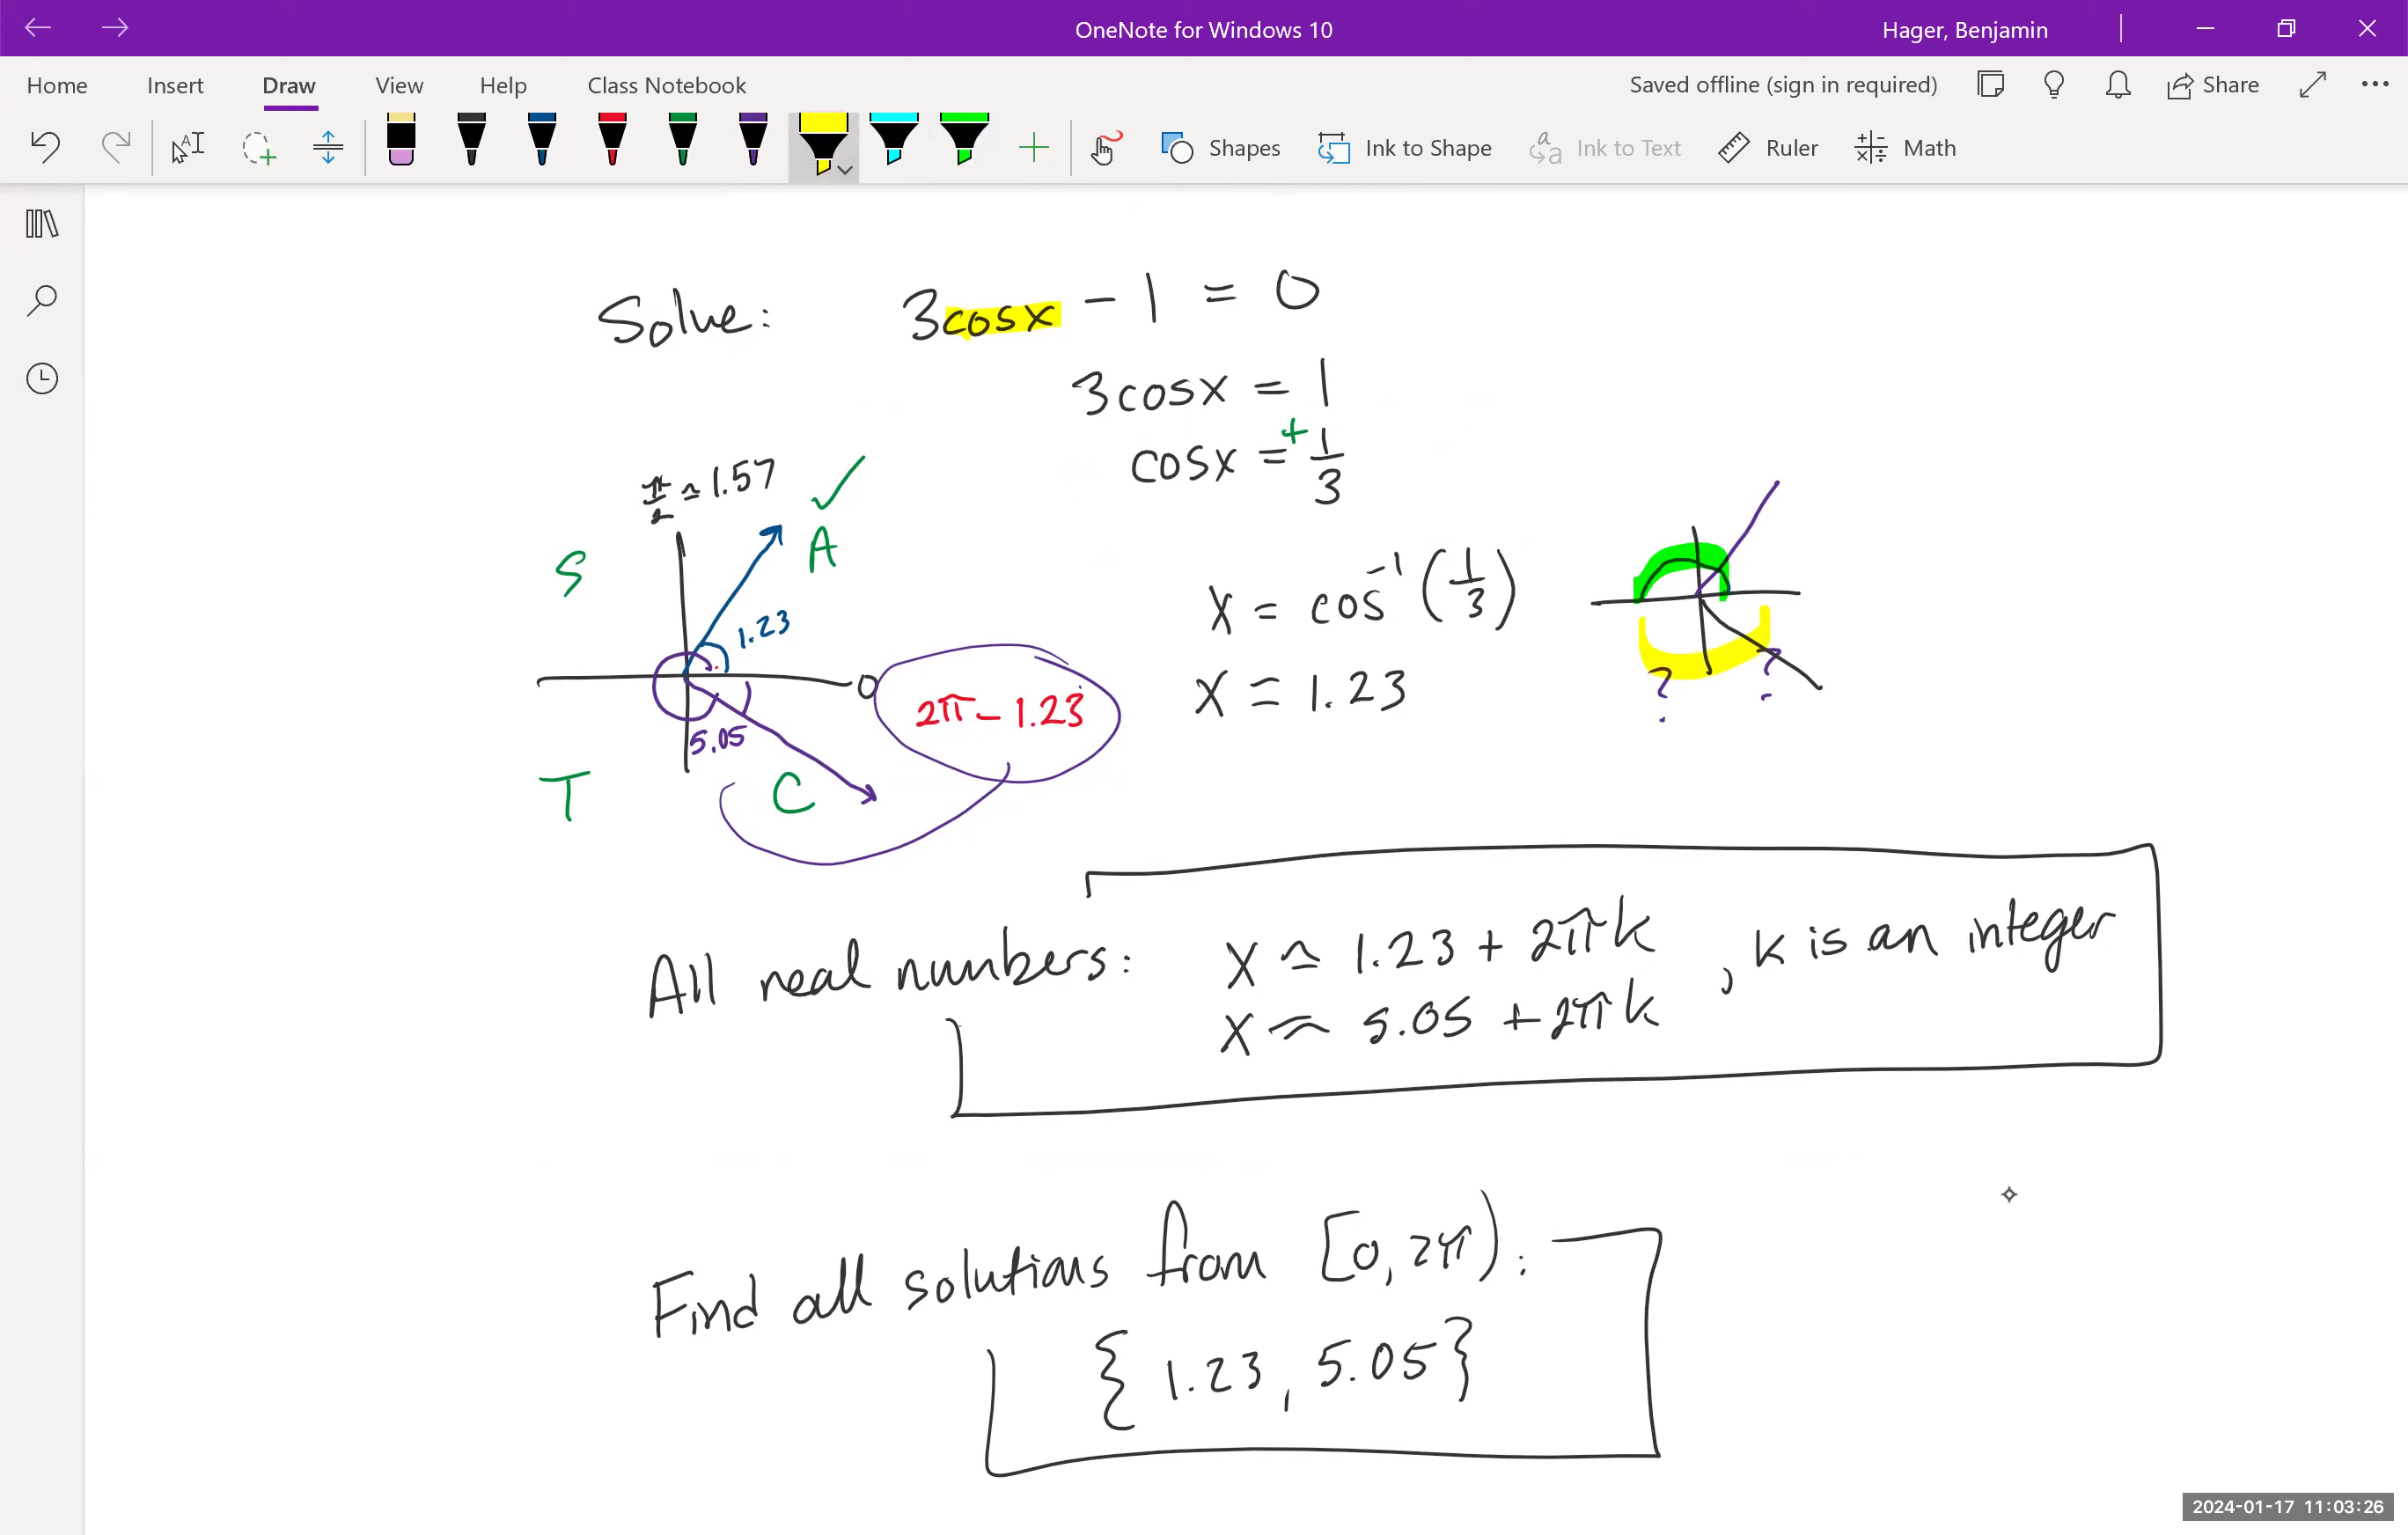 OneNote for Windows 10
Hager, Benjamin
Home Insert Draw View Help Class Notebook
Saved offline (sign in required) Share
Shapes Ink to Shape Ink to Text Ruler Math
Solve: 3cosx - 1 = 0
3cosx = 1
cosx = + 1/3
π/2 ≃ 1.57 ✓
S A
x = cos⁻¹(1/3)
1.23
0
2π - 1.23
x ≈ 1.23
? ?
5.05
T C
All real numbers: x ≃ 1.23 + 2πk , k is an integer
x ≈ 5.05 + 2πk
Find all solutions from [0, 2π):
{ 1.23, 5.05}
2024-01-17 11:03:26